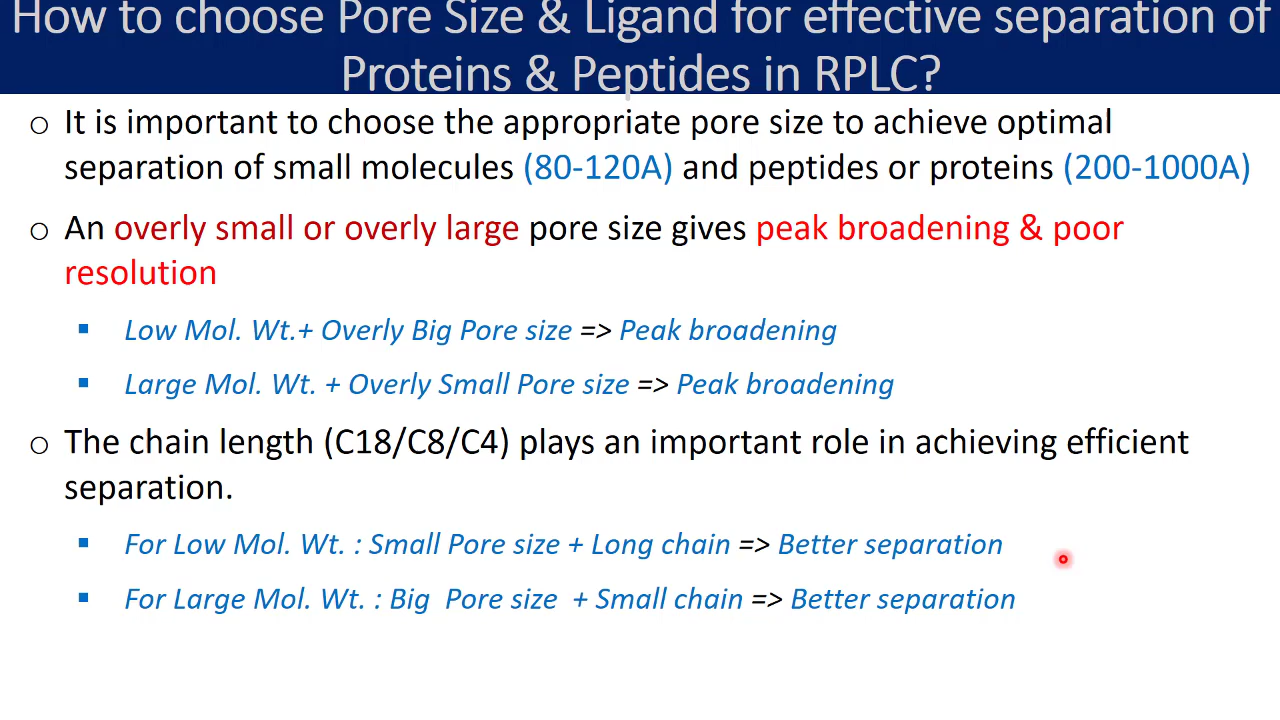 How to choose Pore Size & Ligand for effective separation of
Proteins & Peptides in RPLC?
o It is important to choose the appropriate pore size to achieve optimal
separation of small molecules (80-120A) and peptides or proteins (200-1000A)
o An overly small or overly large pore size gives peak broadening & poor
resolution
▪ Low Mol. Wt.+ Overly Big Pore size => Peak broadening
▪ Large Mol. Wt. + Overly Small Pore size => Peak broadening
o The chain length (C18/C8/C4) plays an important role in achieving efficient
separation.
▪ For Low Mol. Wt. : Small Pore size + Long chain => Better separation
▪ For Large Mol. Wt. : Big Pore size + Small chain => Better separation